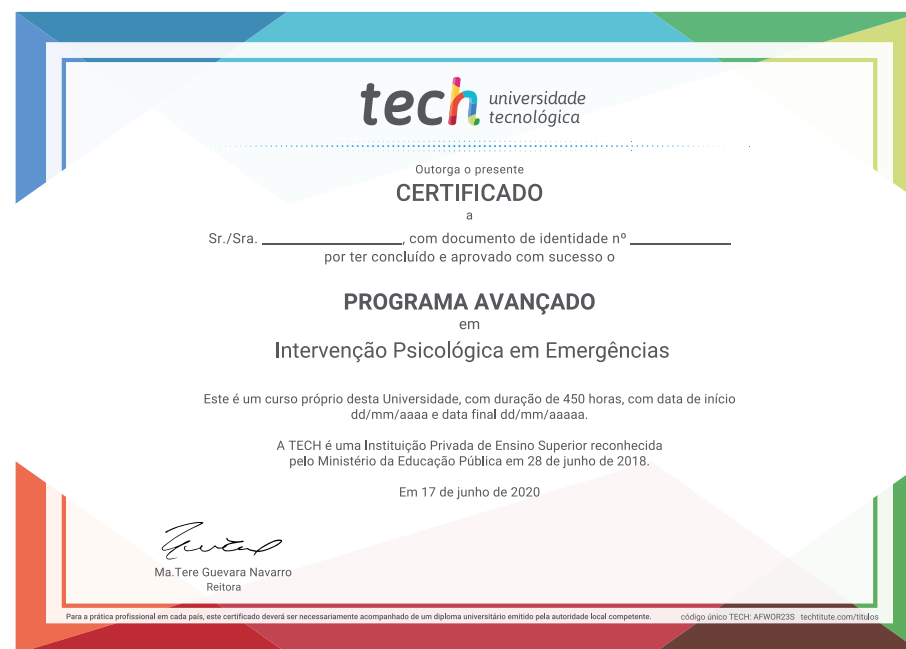 tech universidade
tecnológica
Outorga o presente
CERTIFICADO
a
Sr./Sra. ____________________, com documento de identidade nº ______________
por ter concluído e aprovado com sucesso o
PROGRAMA AVANÇADO
em
Intervenção Psicológica em Emergências
Este é um curso próprio desta Universidade, com duração de 450 horas, com data de início
dd/mm/aaaa e data final dd/mm/aaaaa.
A TECH é uma Instituição Privada de Ensino Superior reconhecida
pelo Ministério da Educação Pública em 28 de junho de 2018.
Em 17 de junho de 2020
Ma.Tere Guevara Navarro
Reitora
Para a prática profissional em cada país, este certificado deverá ser necessariamente acompanhado de um diploma universitário emitido pela autoridade local competente. código único TECH: AFWOR23S techtitute.com/titulos